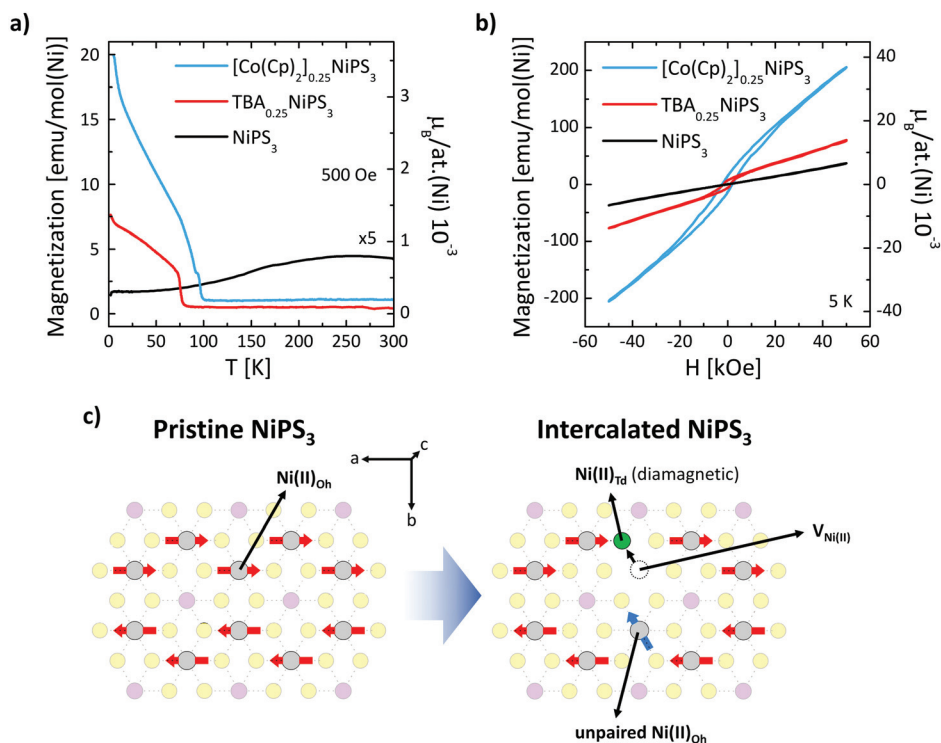 a)
Magnetization [emu/mol(Ni)]
20
15
10
5
0
[Co(Cp)2]0.25NiPS3
TBA0.25NiPS3
NiPS3
500 Oe
x5
3
2
1
0
μB/at.(Ni) 10-3
0 50 100 150 200 250 300
T [K]
b)
Magnetization [emu/mol(Ni)]
200
100
50
0
-100
-200
[Co(Cp)2]0.25NiPS3
TBA0.25NiPS3
NiPS3
5 K
40
20
0
-20
-40
μB/at.(Ni) 10-3
-60 -40 -20 0 20 40 60
H [kOe]
c)
Pristine NiPS3
a
c
b
Ni(II)Oh
Intercalated NiPS3
Ni(II)Td (diamagnetic)
VNi(II)
unpaired Ni(II)Oh